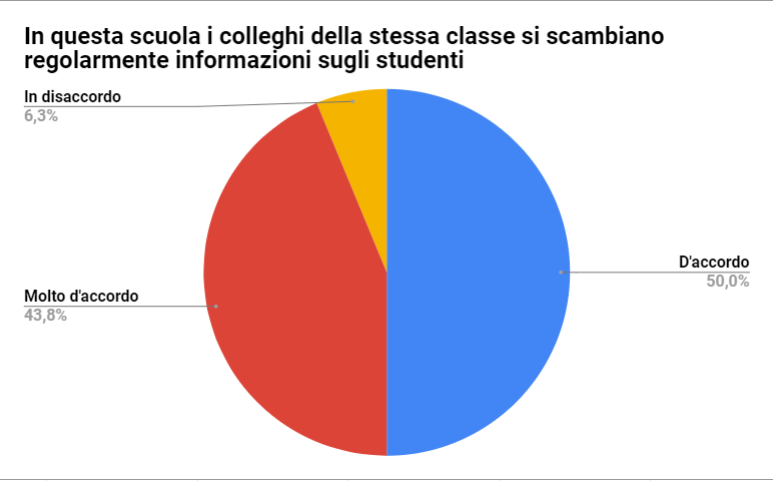 In questa scuola i colleghi della stessa classe si scambiano
regolarmente informazioni sugli studenti
In disaccordo
6,3%
D'accordo
50,0%
Molto d'accordo
43,8%